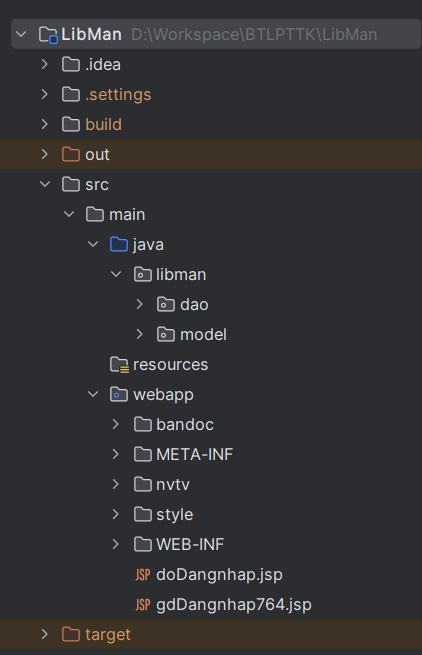 LibMan D:\Workspace\BTLPTTK\LibMan
.idea
.settings
build
out
src
main
java
libman
dao
model
resources
webapp
bandoc
META-INF
nvtv
style
WEB-INF
JSP doDangnhap.jsp
JSP gdDangnhap764.jsp
target